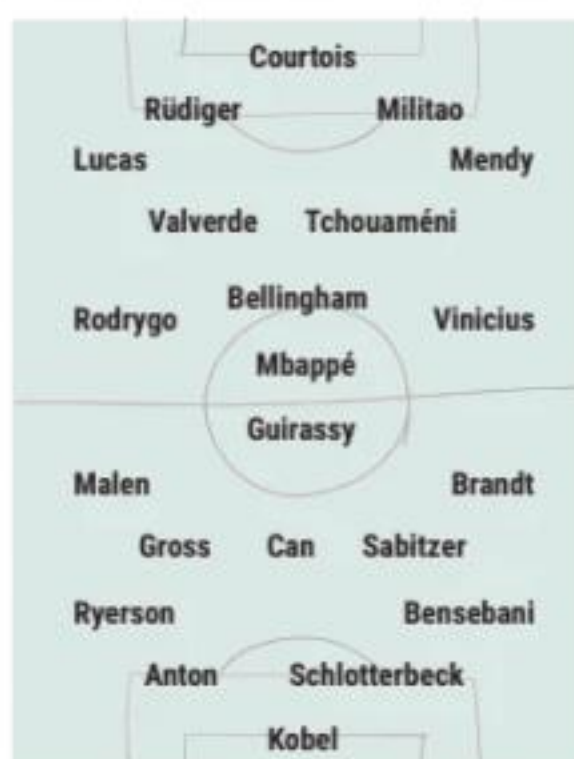 Courtois
Rüdiger Militao
Lucas Mendy
Valverde Tchouaméni
Bellingham
Rodrygo Vinicius
Mbappé
Guirassy
Malen Brandt
Gross Can Sabitzer
Ryerson Bensebani
Anton Schlotterbeck
Kobel